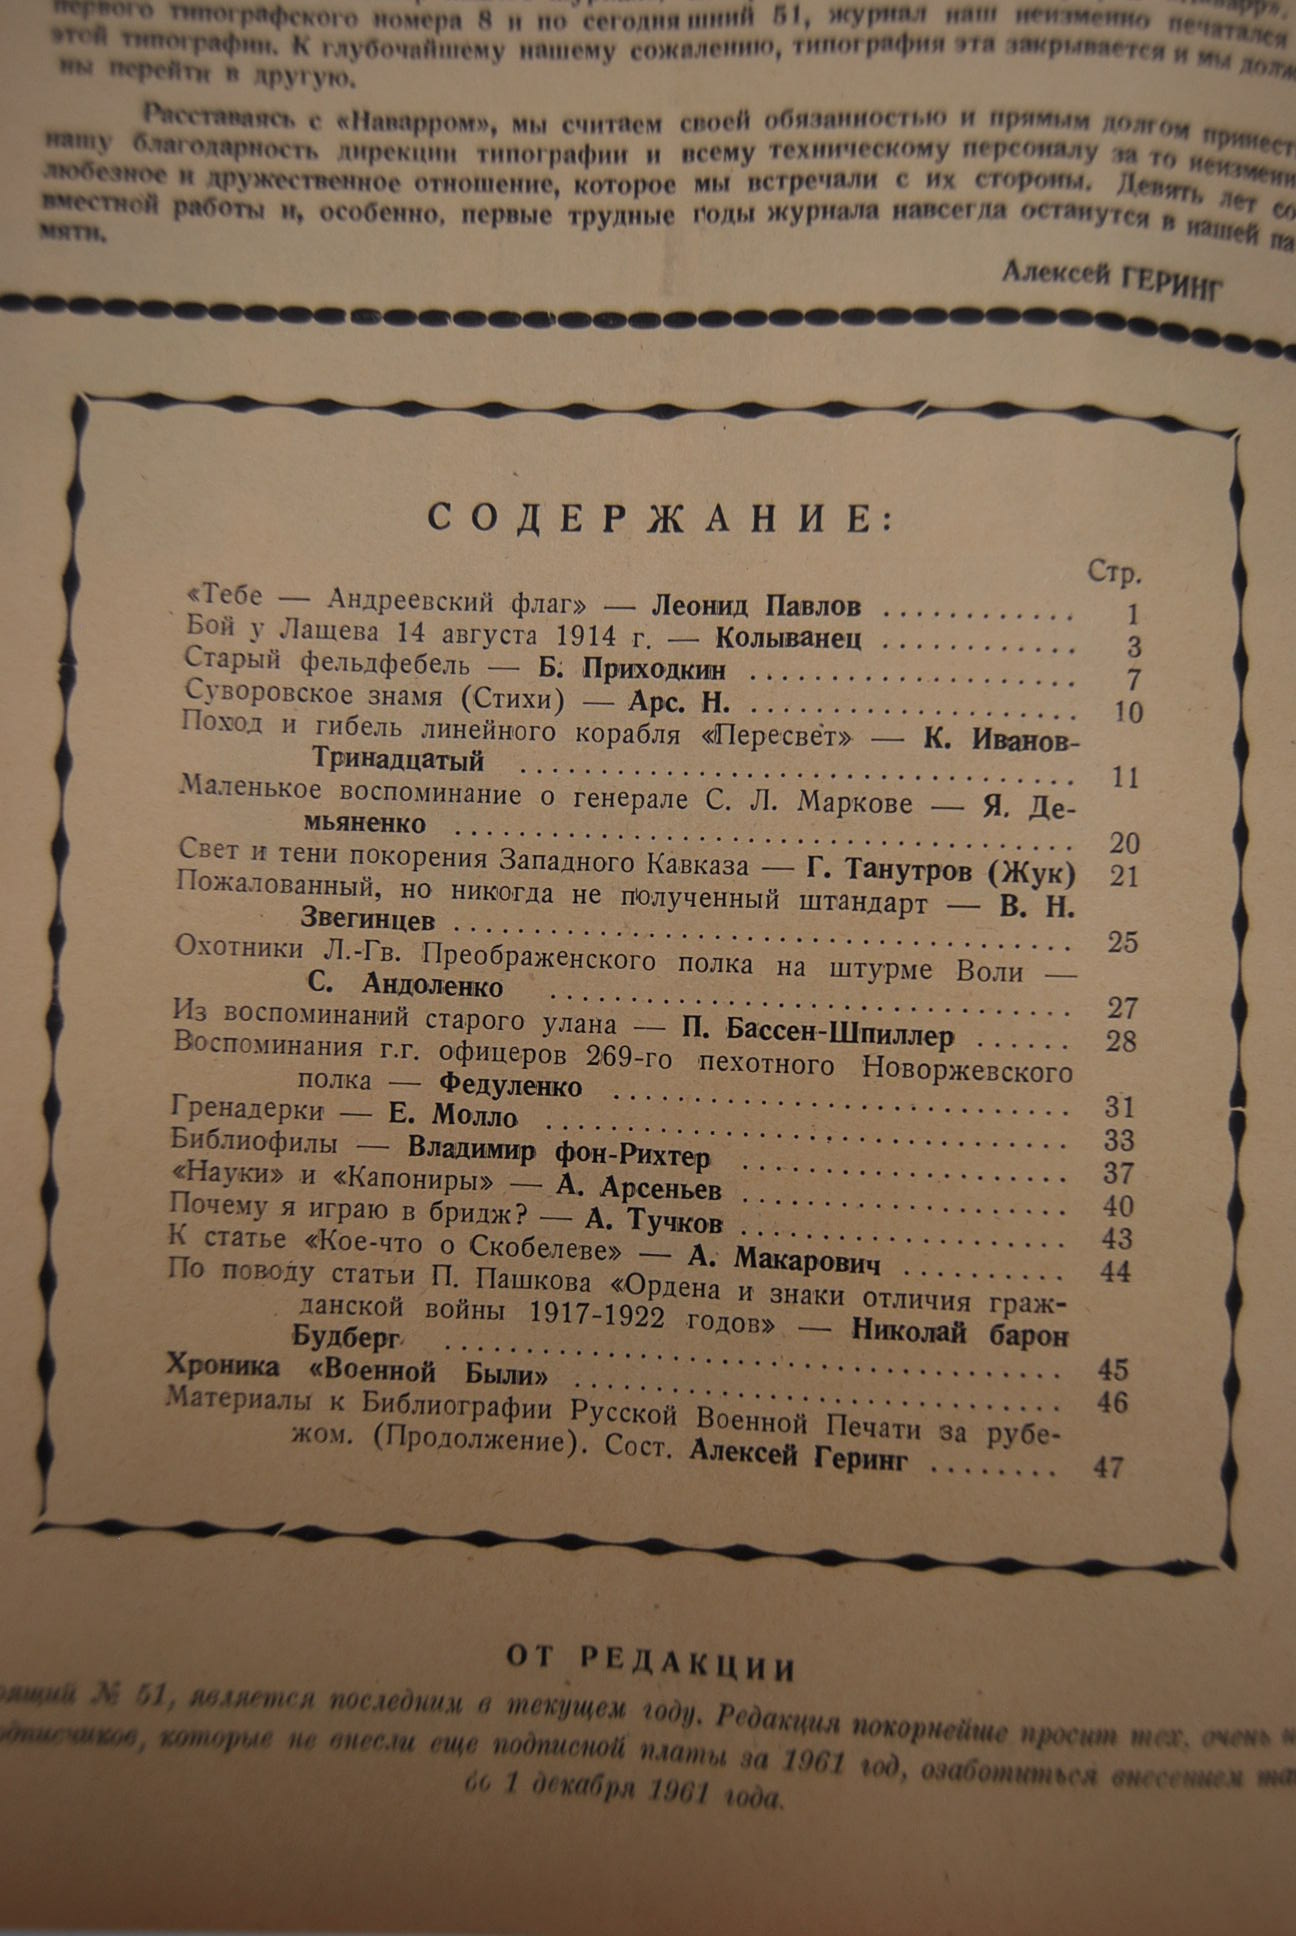 первого типографского номера 8 и по сегодняшний 51, журнал наш неизменно печатался
этой типографии. К глубочайшему нашему сожалению, типография эта закрывается и мы долж
ны перейти в другую.
Расставаясь с «Наварром», мы считаем своей обязанностью и прямым долгом принест
нашу благодарность дирекции типографии и всему техническому персоналу за то неизменн
любезное и дружественное отношение, которое мы встречали с их стороны. Девять лет со
вместной работы и, особенно, первые трудные годы журнала навсегда останутся в нашей па
мяти.
Алексей ГЕРИНГ
СОДЕРЖАНИЕ:
Стр.
«Тебе — Андреевский флаг» — Леонид Павлов ............ 1
Бой у Лащева 14 августа 1914 г. — Колыванец ............ 3
Старый фельдфебель — Б. Приходкин .................... 7
Суворовское знамя (Стихи) — Арс. Н. .................... 10
Поход и гибель линейного корабля «Пересвет» — К. Иванов-
Тринадцатый .................................. 11
Маленькое воспоминание о генерале С. Л. Маркове — Я. Де-
мьяненко ...................................... 20
Свет и тени покорения Западного Кавказа — Г. Танутров (Жук) 21
Пожалованный, но никогда не полученный штандарт — В. Н.
Звегинцев ...................................... 25
Охотники Л.-Гв. Преображенского полка на штурме Воли —
С. Андоленко ................................ 27
Из воспоминаний старого улана — П. Бассен-Шпиллер ...... 28
Воспоминания г.г. офицеров 269-го пехотного Новоржевского
полка — Федуленко ............................ 31
Гренадерки — Е. Молло ................................ 33
Библиофилы — Владимир фон-Рихтер .................... 37
«Науки» и «Капониры» — А. Арсеньев .................... 40
Почему я играю в бридж? — А. Тучков .................... 43
К статье «Кое-что о Скобелеве» — А. Макарович .......... 44
По поводу статьи П. Пашкова «Ордена и знаки отличия граж-
данской войны 1917-1922 годов» — Николай барон
Будберг ...................................... 45
Хроника «Военной Были» .............................. 46
Материалы к Библиографии Русской Военной Печати за рубе-
жом. (Продолжение). Сост. Алексей Геринг ........ 47
ОТ РЕДАКЦИИ
оящий № 51, является последним в текущем году. Редакция покорнейше просит тех, очень н
одписчиков, которые не внесли еще подписной платы за 1961 год, озаботиться внесением та
до 1 декабря 1961 года.